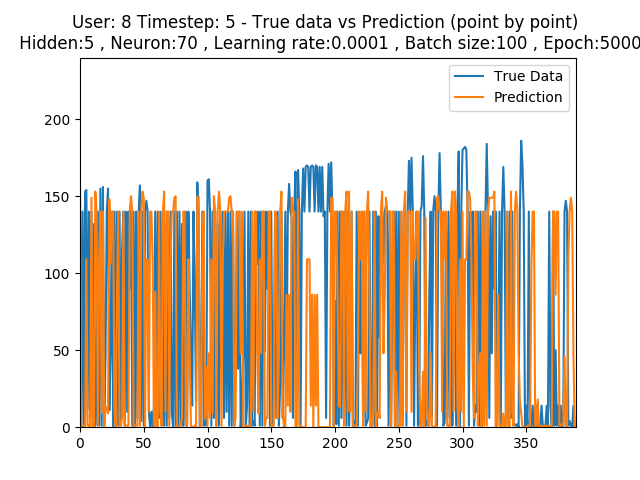 User: 8 Timestep: 5 - True data vs Prediction (point by point)
Hidden:5 , Neuron:70 , Learning rate:0.0001 , Batch size:100 , Epoch:5000
True Data
Prediction
200
150
100
50
0
0 50 100 150 200 250 300 350